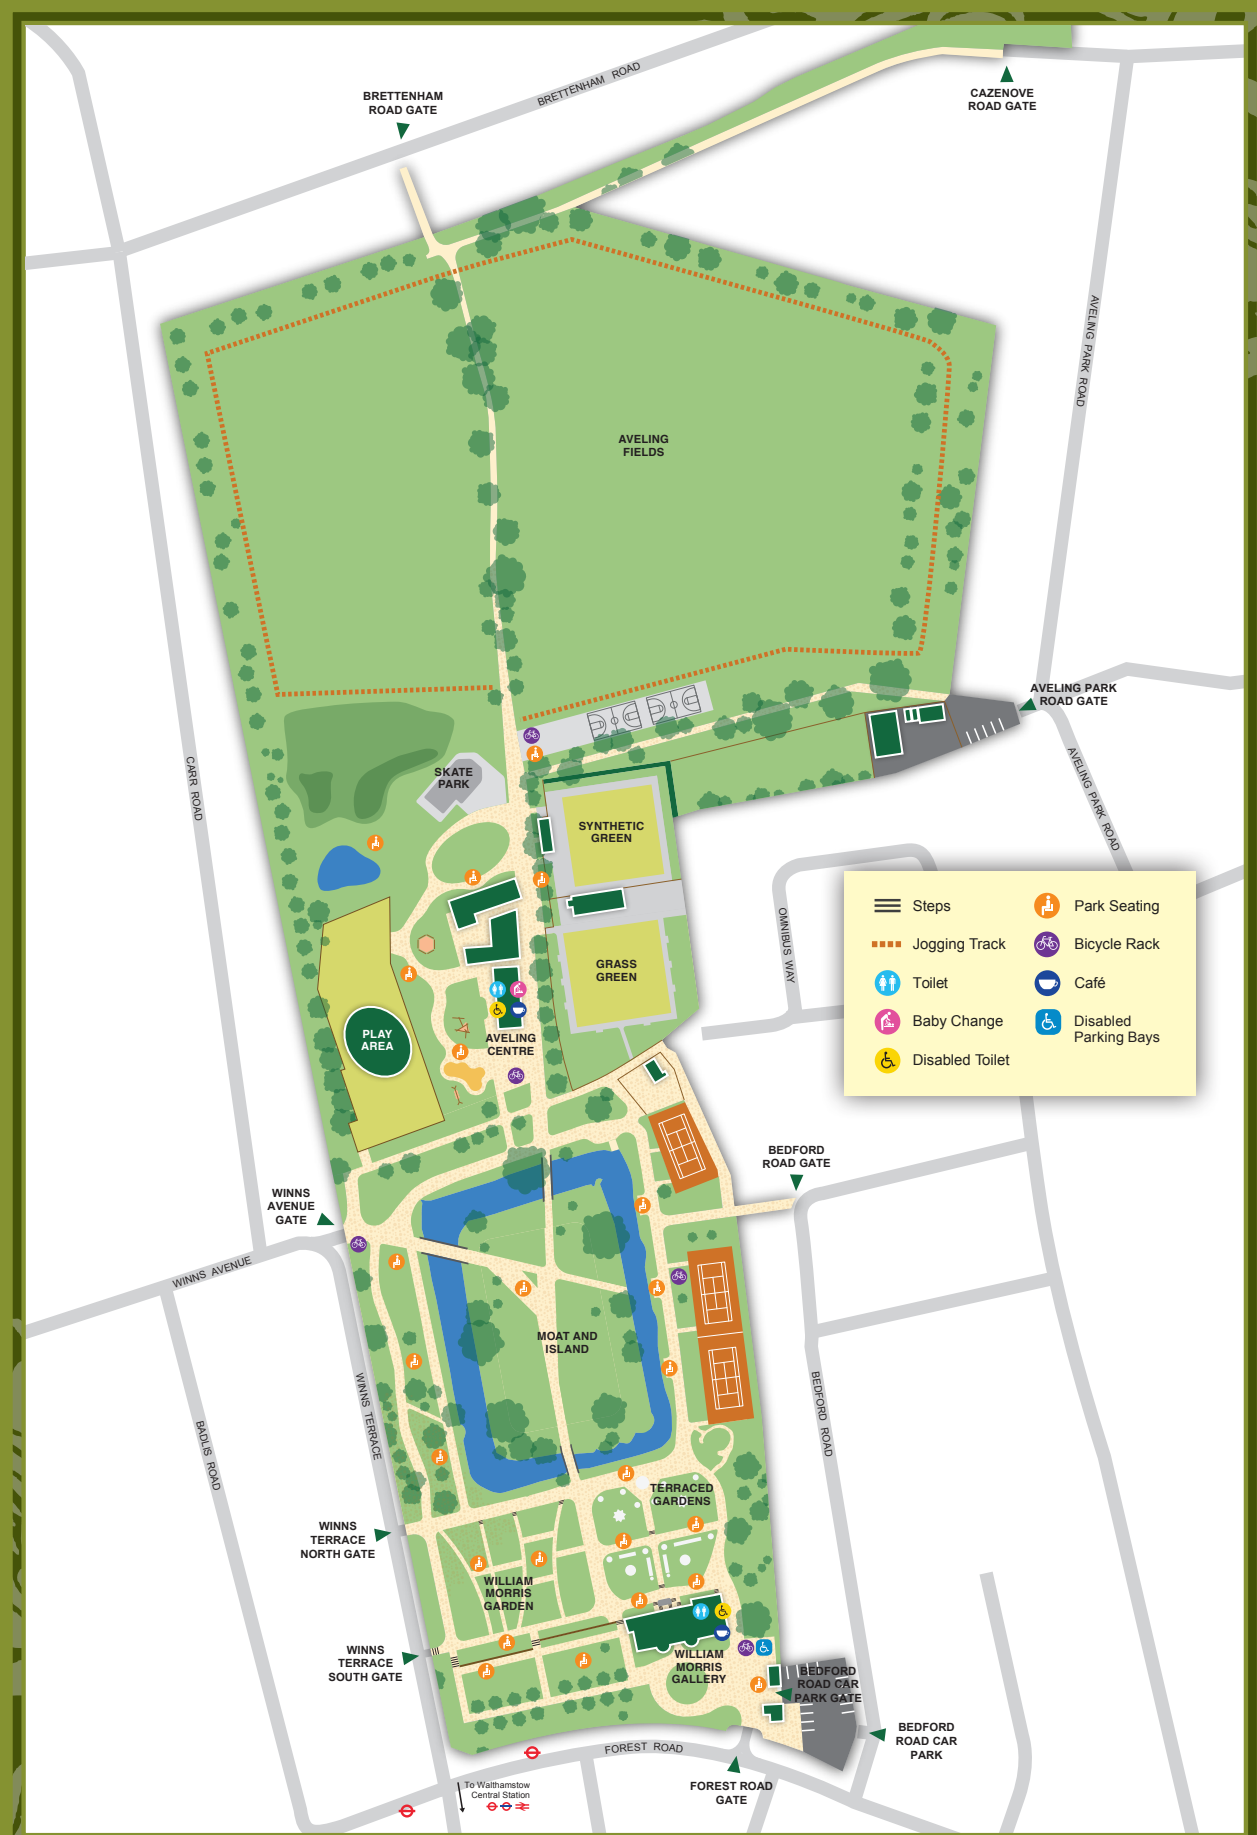 BRETTENHAM
ROAD GATE
BRETTENHAM ROAD
CAZENOVE
ROAD GATE
AVELING PARK ROAD
AVELING
FIELDS
AVELING PARK
ROAD GATE
CARR ROAD
SKATE
PARK
AVELING PARK ROAD
SYNTHETIC
GREEN
OMNIBUS WAY
GRASS
GREEN
Steps
Jogging Track
Toilet
Baby Change
Disabled Toilet
Park Seating
Bicycle Rack
Café
Disabled
Parking Bays
PLAY
AREA
AVELING
CENTRE
BEDFORD
ROAD GATE
WINNS
AVENUE
GATE
WINNS AVENUE
MOAT AND
ISLAND
WINNS TERRACE
BEDFORD ROAD
BADLIS ROAD
TERRACED
GARDENS
WINNS
TERRACE
NORTH GATE
WILLIAM
MORRIS
GARDEN
WINNS
TERRACE
SOUTH GATE
WILLIAM
MORRIS
GALLERY
BEDFORD
ROAD CAR
PARK GATE
BEDFORD
ROAD CAR
PARK
FOREST ROAD
FOREST ROAD
GATE
To Walthamstow
Central Station